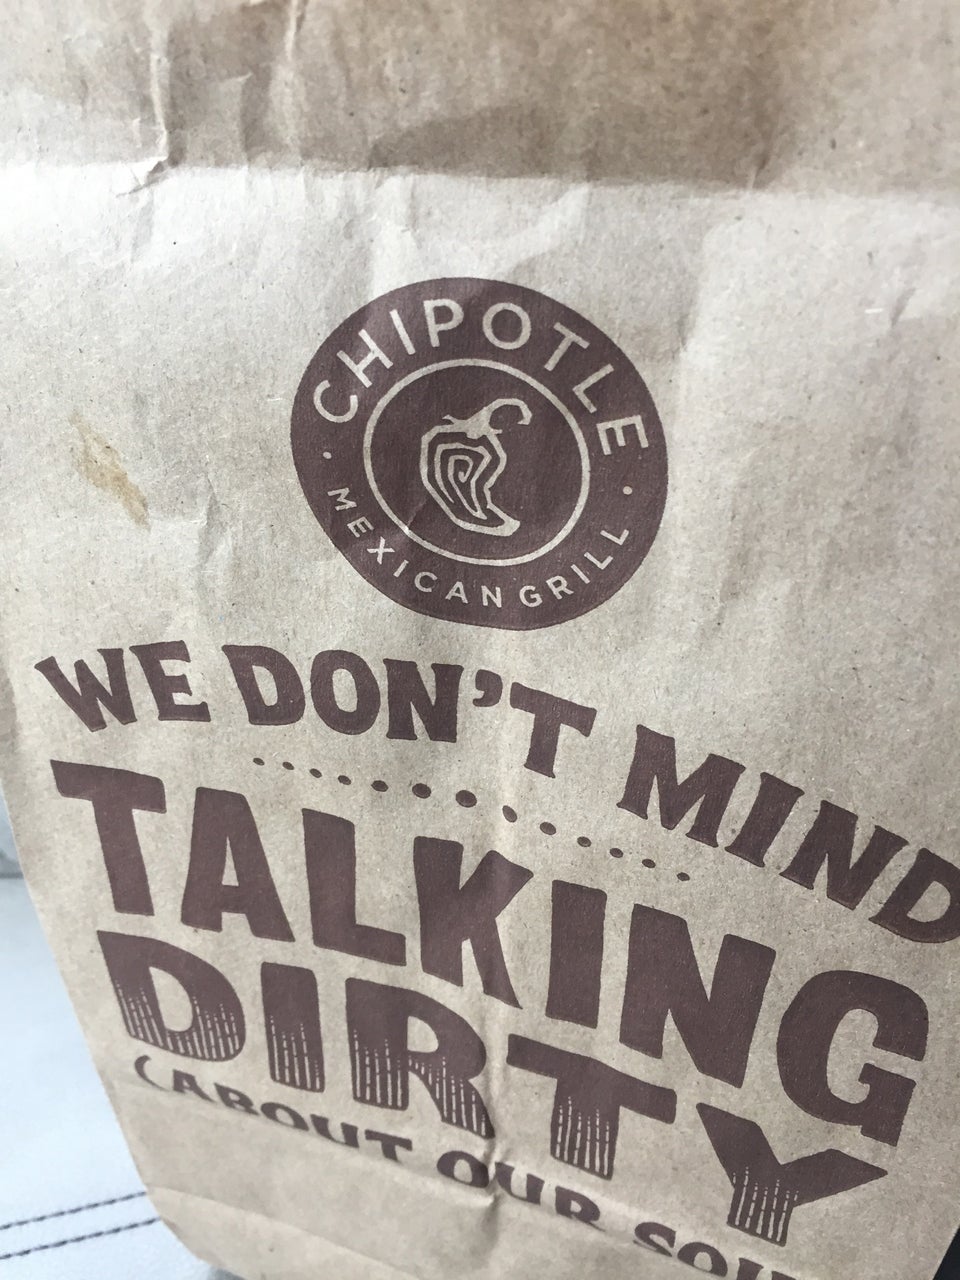 CHIPOTLE
MEXICAN GRILL
WE DON'T MIND
TALKING
DIRTY
(ABOUT OUR